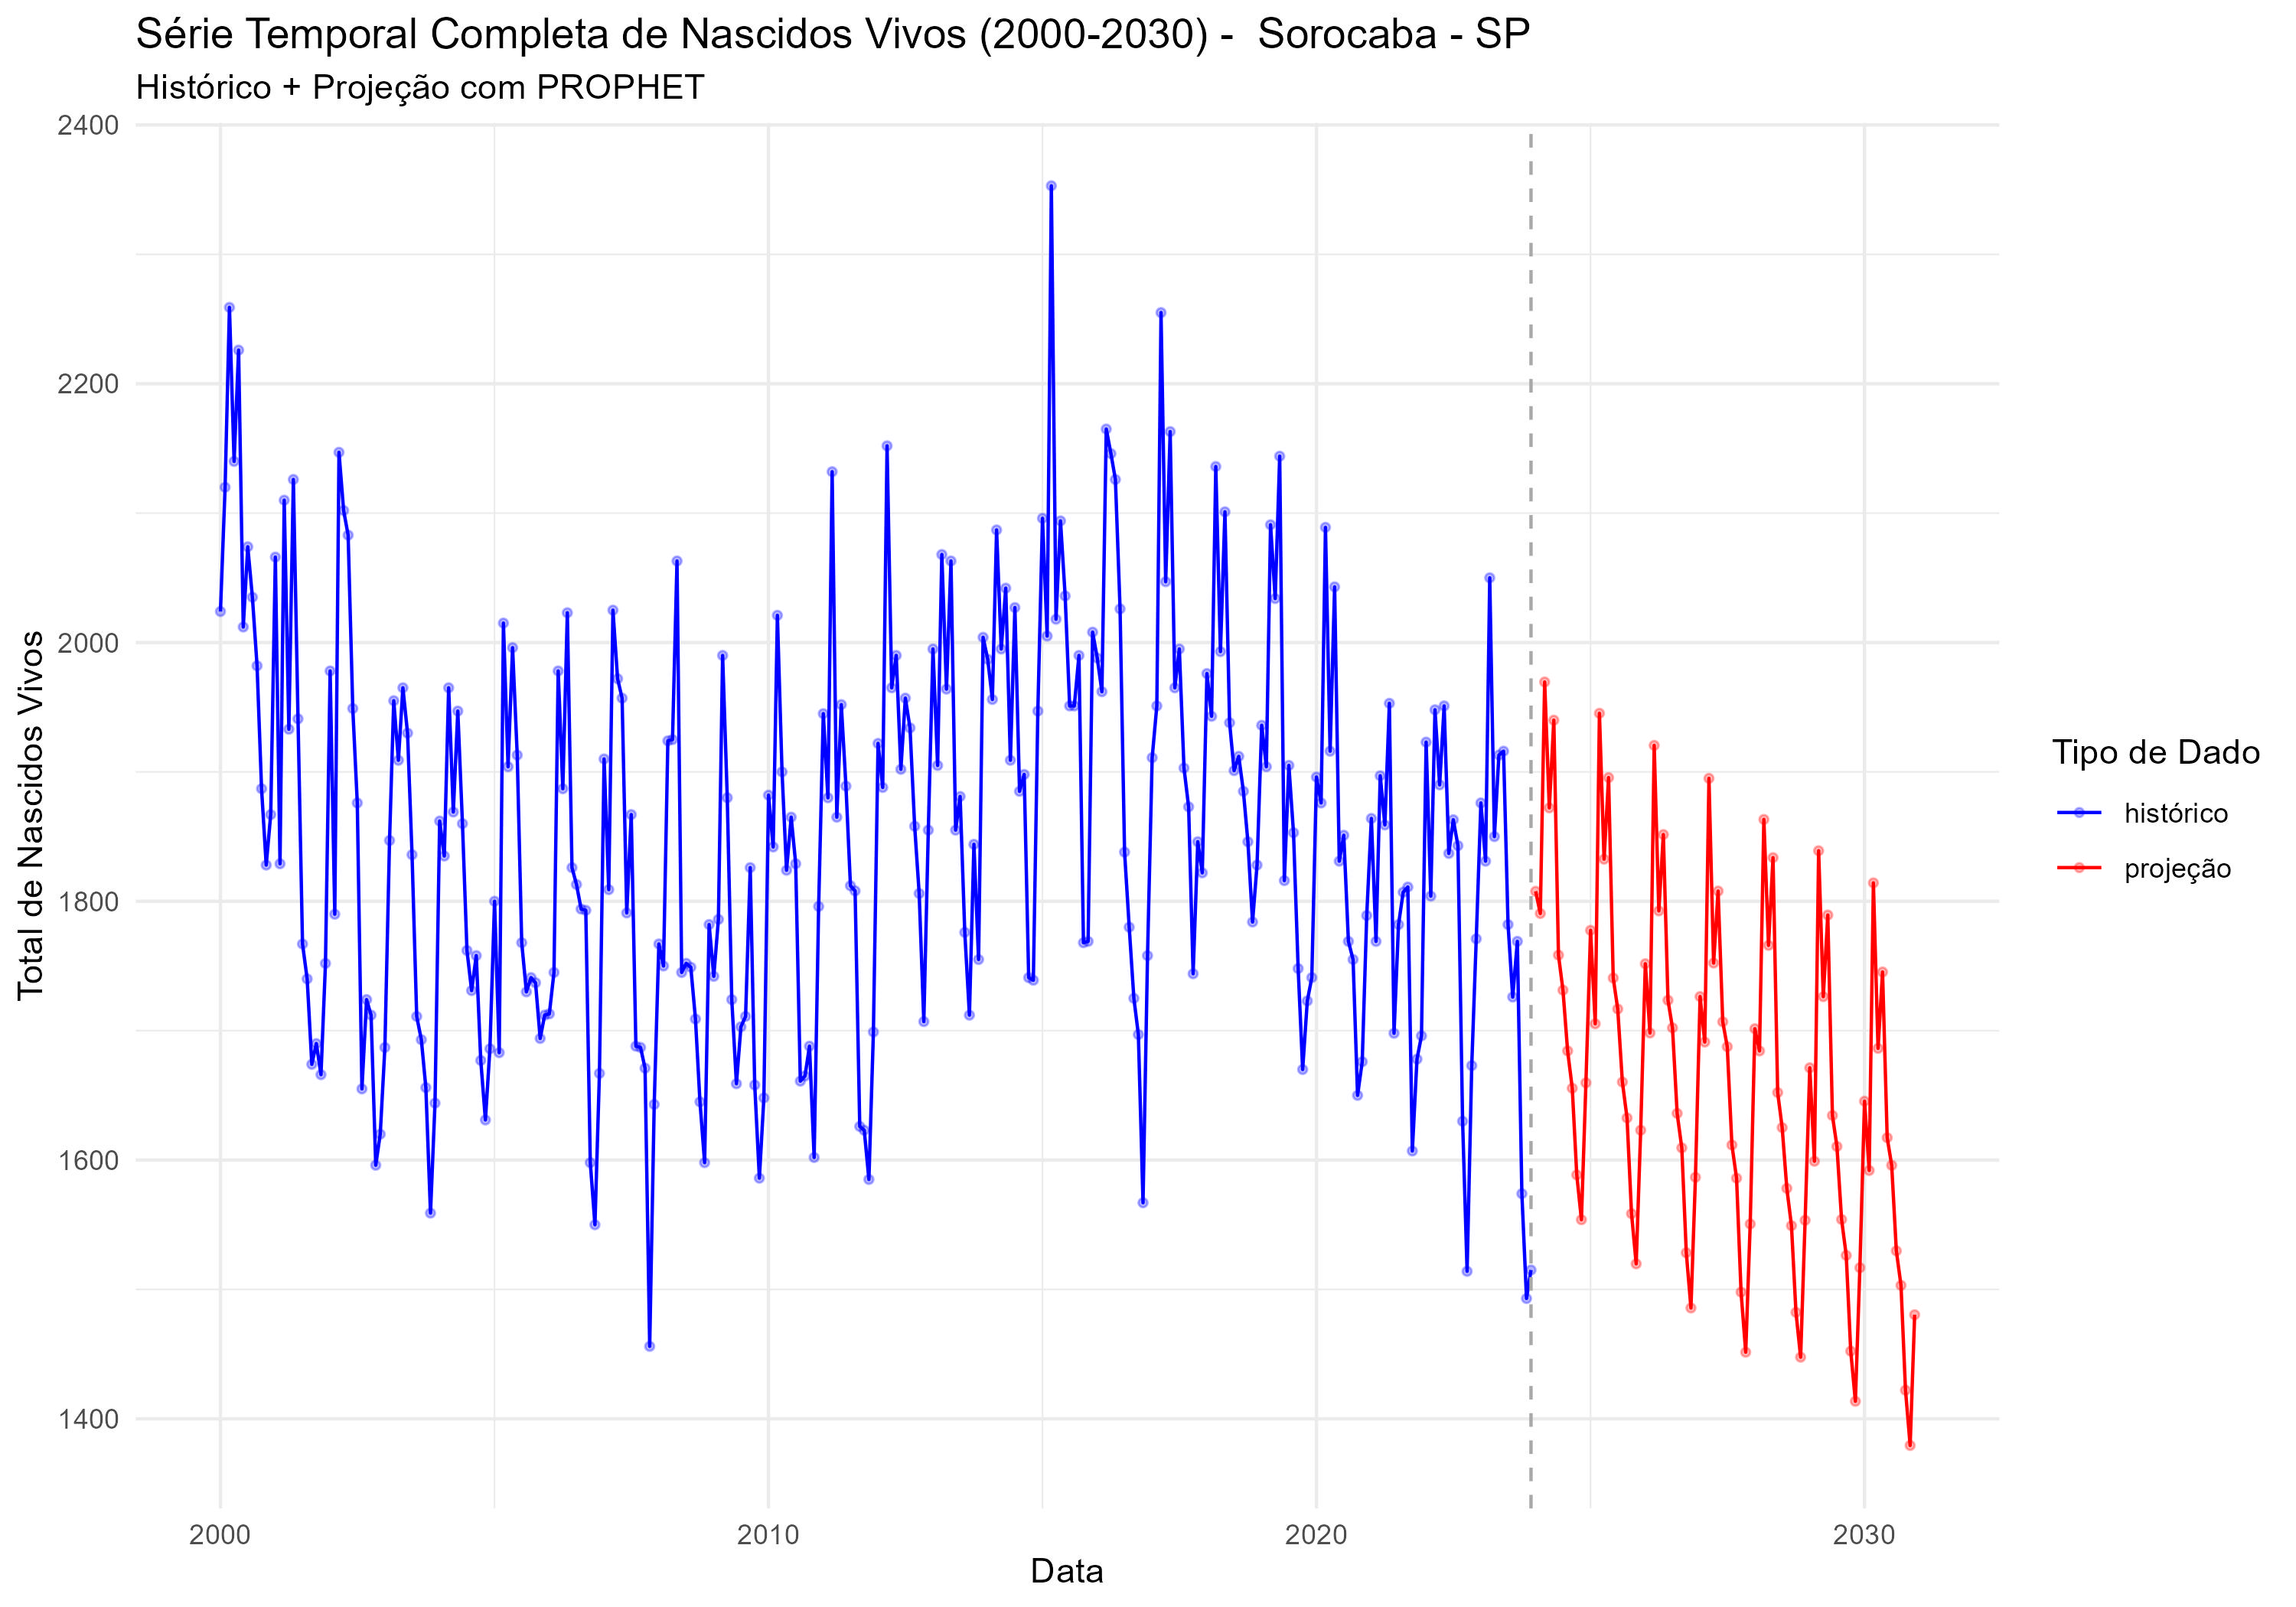 Série Temporal Completa de Nascidos Vivos (2000-2030) -  Sorocaba - SP
Histórico + Projeção com PROPHET
2400
2200
2000
1800
1600
1400
Total de Nascidos Vivos
2000
2010
2020
2030
Data
Tipo de Dado
histórico
projeção